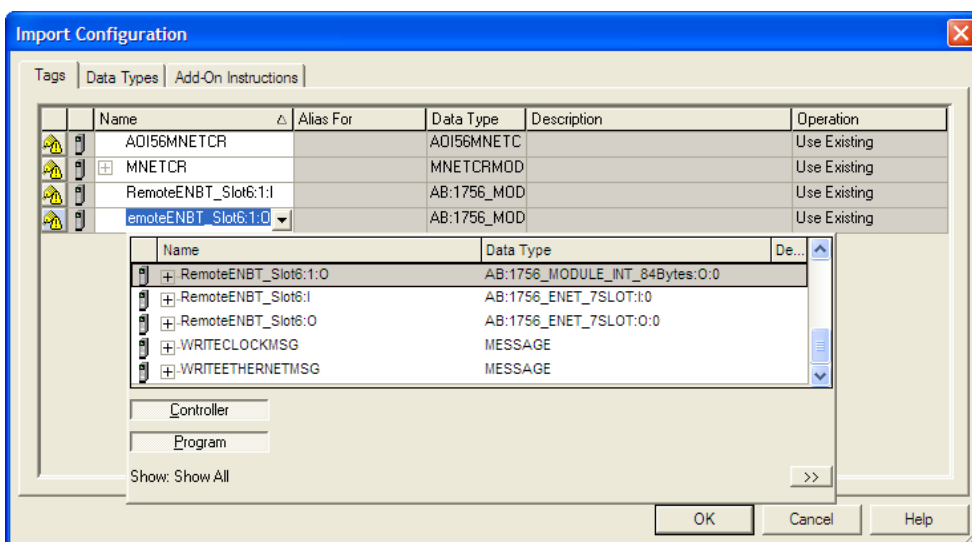 Import Configuration
Tags Data Types Add-On Instructions
Name Alias For Data Type Description Operation
AOI56MNETCR AOI56MNETC Use Existing
MNETCR MNETCRMOD Use Existing
RemoteENBT_Slot6:1:I AB:1756_MOD Use Existing
emoteENBT_Slot6:1:O AB:1756_MOD Use Existing
Name Data Type De...
RemoteENBT_Slot6:1:O AB:1756_MODULE_INT_84Bytes:O:0
RemoteENBT_Slot6:I AB:1756_ENET_7SLOT:I:0
RemoteENBT_Slot6:O AB:1756_ENET_7SLOT:O:0
WRITECLOCKMSG MESSAGE
WRITEETHERNETMSG MESSAGE
Controller
Program
Show: Show All >>
OK Cancel Help